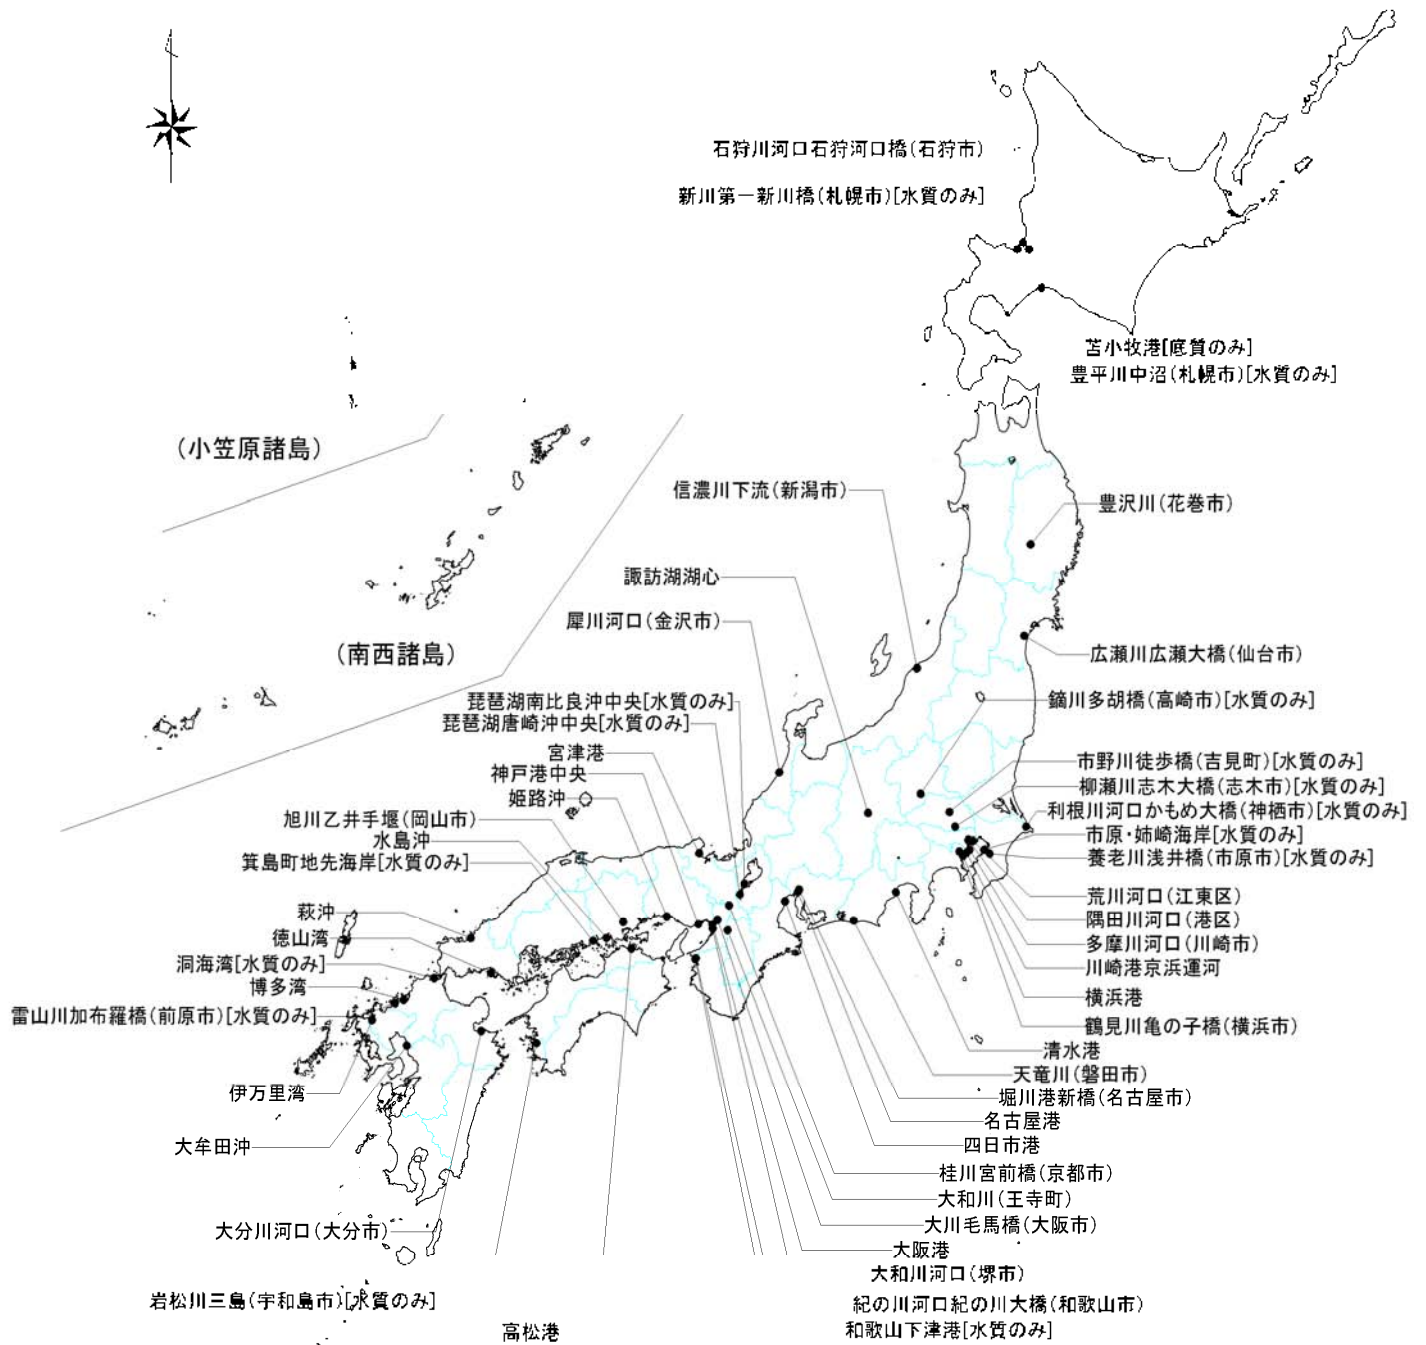 石狩川河口石狩河口橋(石狩市)
新川第一新川橋(札幌市)[水質のみ]
苫小牧港[底質のみ]
豊平川中沼(札幌市)[水質のみ]
(小笠原諸島)
(南西諸島)
信濃川下流(新潟市)
豊沢川(花巻市)
諏訪湖湖心
犀川河口(金沢市)
広瀬川広瀬大橋(仙台市)
琵琶湖南比良沖中央[水質のみ]
鏑川多胡橋(高崎市)[水質のみ]
琵琶湖唐崎沖中央[水質のみ]
宮津港
市野川徒歩橋(吉見町)[水質のみ]
神戸港中央
柳瀬川志木大橋(志木市)[水質のみ]
姫路沖
利根川河口かもめ大橋(神栖市)[水質のみ]
旭川乙井手堰(岡山市)
市原・姉崎海岸[水質のみ]
水島沖
養老川浅井橋(市原市)[水質のみ]
箕島町地先海岸[水質のみ]
荒川河口(江東区)
萩沖
隅田川河口(港区)
徳山湾
多摩川河口(川崎市)
洞海湾[水質のみ]
川崎港京浜運河
博多湾
横浜港
雷山川加布羅橋(前原市)[水質のみ]
鶴見川亀の子橋(横浜市)
清水港
天竜川(磐田市)
伊万里湾
堀川港新橋(名古屋市)
名古屋港
大牟田沖
四日市港
桂川宮前橋(京都市)
大和川(王寺町)
大分川河口(大分市)
大川毛馬橋(大阪市)
大阪港
大和川河口(堺市)
岩松川三島(宇和島市)[水質のみ]
紀の川河口紀の川大橋(和歌山市)
高松港
和歌山下津港[水質のみ]